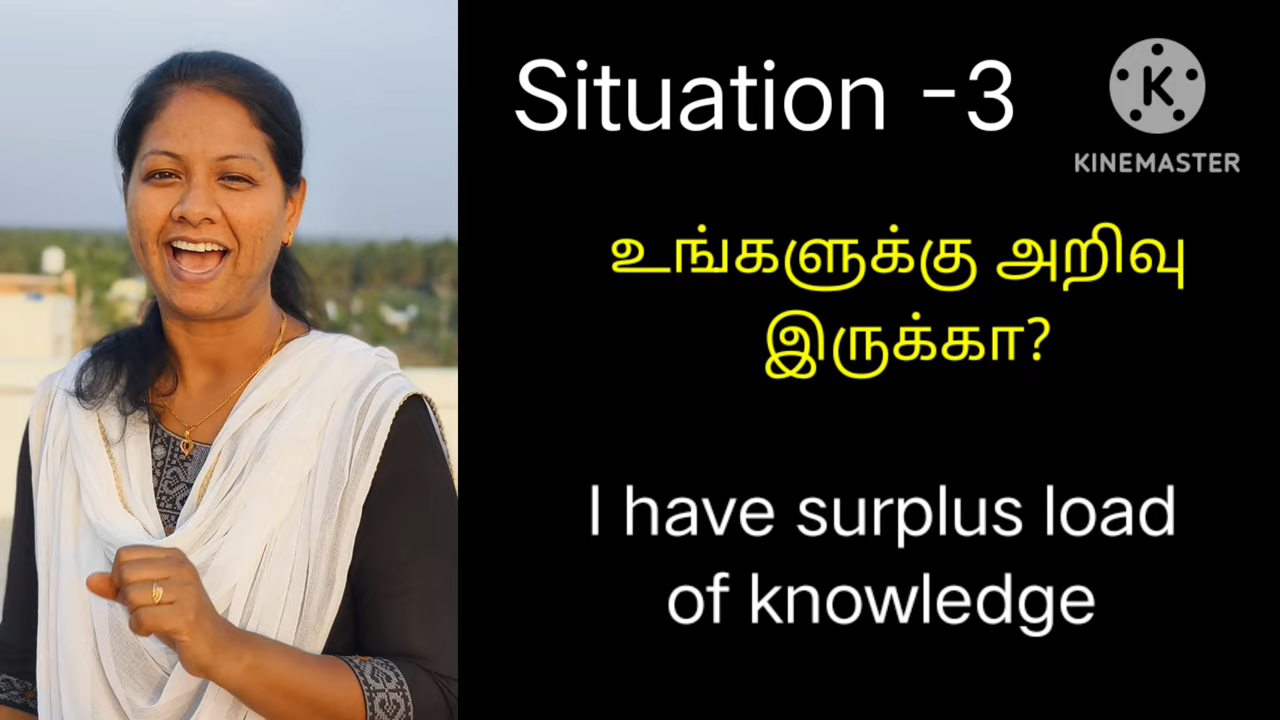 Situation -3
K
KINEMASTER
உங்களுக்கு அறிவு
இருக்கா?
I have surplus load
of knowledge